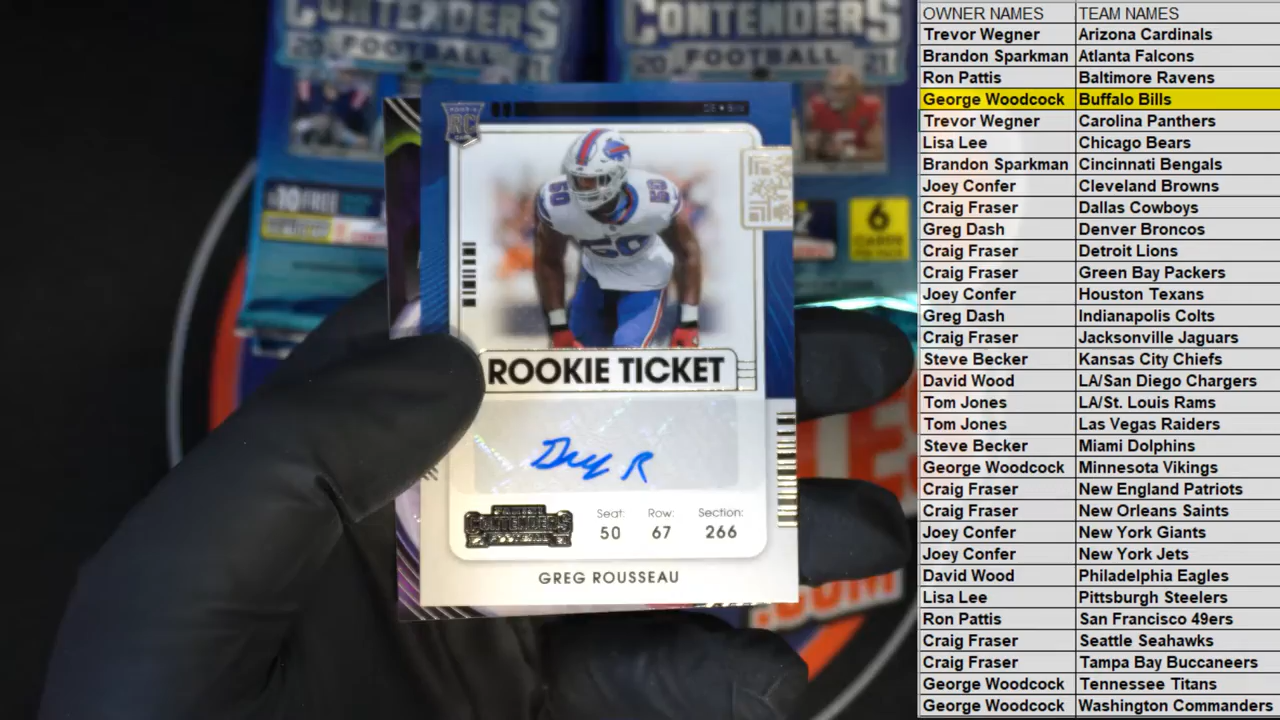 CONTENDERS
FOOTBALL
20 21
CONTENDERS
FOOTBALL
20 21
6
RC
ROOKIE TICKET
CONTENDERS
Seat: Row: Section:
50 67 266
GREG ROUSSEAU
.COM
OWNER NAMES TEAM NAMES
Trevor Wegner Arizona Cardinals
Brandon Sparkman Atlanta Falcons
Ron Pattis Baltimore Ravens
George Woodcock Buffalo Bills
Trevor Wegner Carolina Panthers
Lisa Lee Chicago Bears
Brandon Sparkman Cincinnati Bengals
Joey Confer Cleveland Browns
Craig Fraser Dallas Cowboys
Greg Dash Denver Broncos
Craig Fraser Detroit Lions
Craig Fraser Green Bay Packers
Joey Confer Houston Texans
Greg Dash Indianapolis Colts
Craig Fraser Jacksonville Jaguars
Steve Becker Kansas City Chiefs
David Wood LA/San Diego Chargers
Tom Jones LA/St. Louis Rams
Tom Jones Las Vegas Raiders
Steve Becker Miami Dolphins
George Woodcock Minnesota Vikings
Craig Fraser New England Patriots
Craig Fraser New Orleans Saints
Joey Confer New York Giants
Joey Confer New York Jets
David Wood Philadelphia Eagles
Lisa Lee Pittsburgh Steelers
Ron Pattis San Francisco 49ers
Craig Fraser Seattle Seahawks
Craig Fraser Tampa Bay Buccaneers
George Woodcock Tennessee Titans
George Woodcock Washington Commanders